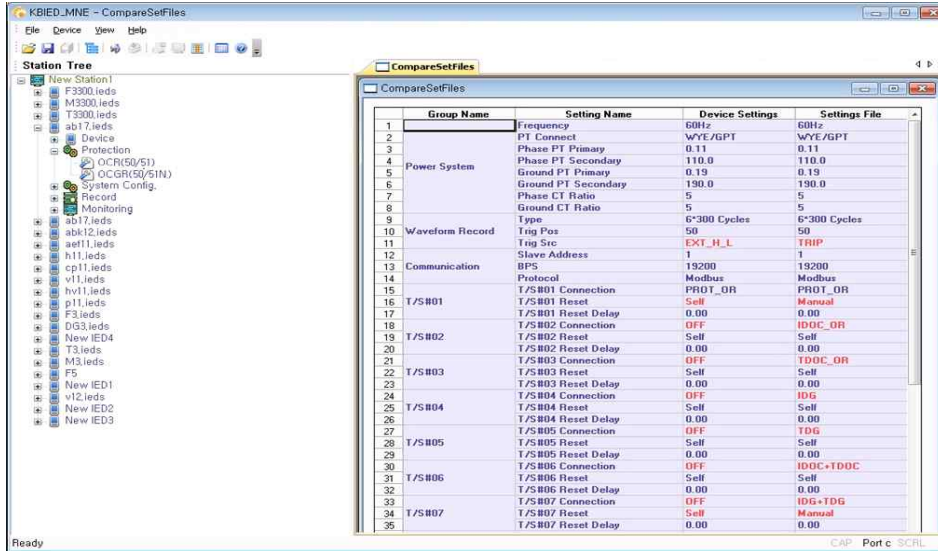 KBIED_MNE - CompareSetFiles
File Device View Help
Station Tree
New Station1
F3300.ieds
M3300.ieds
T3300.ieds
ab17.ieds
Device
Protection
OCR(50/51)
OCGR(50/51N)
System Config.
Record
Monitoring
ab17.ieds
abk12.ieds
aef11.ieds
h11.ieds
cp11.ieds
v11.ieds
hv11.ieds
p11.ieds
F3.ieds
DG3.ieds
New IED4
T3.ieds
M3.ieds
F5
New IED1
v12.ieds
New IED2
New IED3
CompareSetFiles
CompareSetFiles
Group Name Setting Name Device Settings Settings File
1 Frequency 60Hz 60Hz
2 PT Connect WYE/GPT WYE/GPT
3 Phase PT Primary 0.11 0.11
4 Phase PT Secondary 110.0 110.0
Power System
5 Ground PT Primary 0.19 0.19
6 Ground PT Secondary 190.0 190.0
7 Phase CT Ratio 5 5
8 Ground CT Ratio 5 5
9 Type 6*300 Cycles 6*300 Cycles
10 Waveform Record Trig Pos 50 50
11 Trig Src EXT_H_L TRIP
12 Slave Address 1 1
13 Communication BPS 19200 19200
14 Protocol Modbus Modbus
15 T/S#01 Connection PROT_OR PROT_OR
16 T/S#01 T/S#01 Reset Self Manual
17 T/S#01 Reset Delay 0.00 0.00
18 T/S#02 Connection OFF IDOC_OR
19 T/S#02 T/S#02 Reset Self Self
20 T/S#02 Reset Delay 0.00 0.00
21 T/S#03 Connection OFF TDOC_OR
22 T/S#03 T/S#03 Reset Self Self
23 T/S#03 Reset Delay 0.00 0.00
24 T/S#04 Connection OFF IDG
25 T/S#04 T/S#04 Reset Self Self
26 T/S#04 Reset Delay 0.00 0.00
27 T/S#05 Connection OFF TDG
28 T/S#05 T/S#05 Reset Self Self
29 T/S#05 Reset Delay 0.00 0.00
30 T/S#06 Connection OFF IDOC+TDOC
31 T/S#06 T/S#06 Reset Self Self
32 T/S#06 Reset Delay 0.00 0.00
33 T/S#07 Connection OFF IDG+TDG
34 T/S#07 T/S#07 Reset Self Manual
35 T/S#07 Reset Delay 0.00 0.00
Ready CAP Port c SCRL